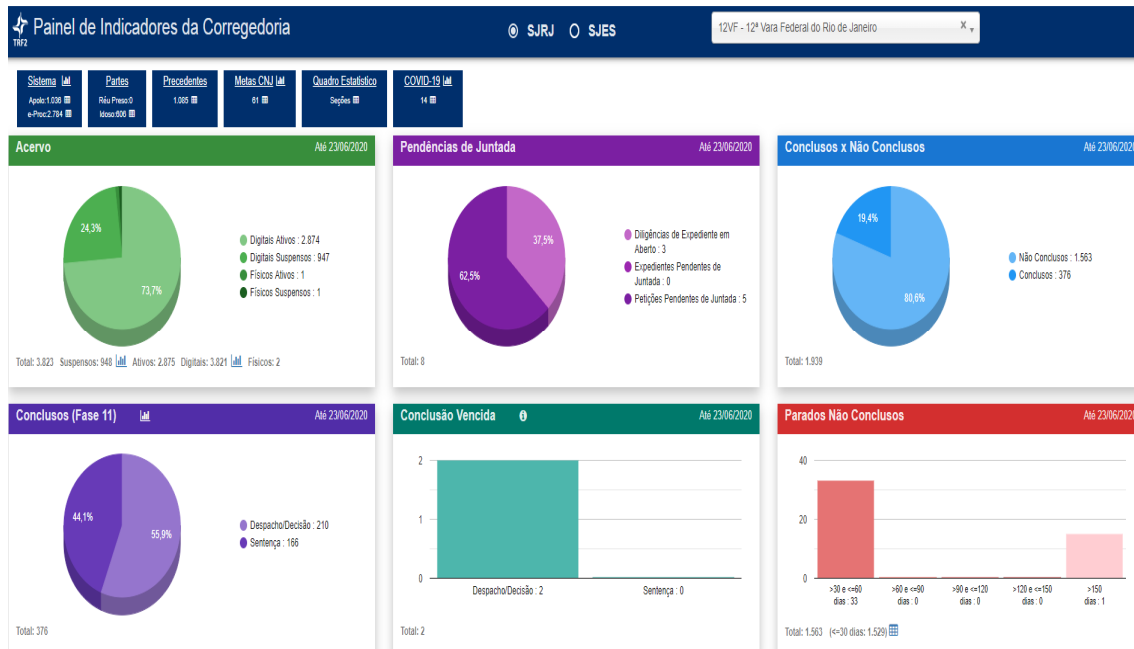 TRF2
Painel de Indicadores da Corregedoria
SJRJ SJES
12VF - 12ª Vara Federal do Rio de Janeiro x
Sistema Partes Precedentes Metas CNJ Quadro Estatístico COVID-19
Apolo:1.036 Réu Preso:0 1.085 61 Seções 14
e-Proc:2.784 Idoso:606
Acervo Até 23/06/2020
24,3%
73,7%
Digitais Ativos : 2.874
Digitais Suspensos : 947
Físicos Ativos : 1
Físicos Suspensos : 1
Total: 3.823 Suspensos: 948 Ativos: 2.875 Digitais: 3.821 Físicos: 2
Pendências de Juntada Até 23/06/2020
37,5%
62,5%
Diligências de Expediente em
Aberto : 3
Expedientes Pendentes de
Juntada : 0
Petições Pendentes de Juntada : 5
Total: 8
Conclusos x Não Conclusos Até 23/06/2020
19,4%
80,6%
Não Conclusos : 1.563
Conclusos : 376
Total: 1.939
Conclusos (Fase 11) Até 23/06/2020
44,1%
55,9%
Despacho/Decisão : 210
Sentença : 166
Total: 376
Conclusão Vencida Até 23/06/2020
2
1
0
Despacho/Decisão : 2 Sentença : 0
Total: 2
Parados Não Conclusos Até 23/06/2020
40
20
0
>30 e <=60 >60 e <=90 >90 e <=120 >120 e <=150 >150
dias : 33 dias : 0 dias : 0 dias : 0 dias : 1
Total: 1.563 (<=30 dias: 1.529)